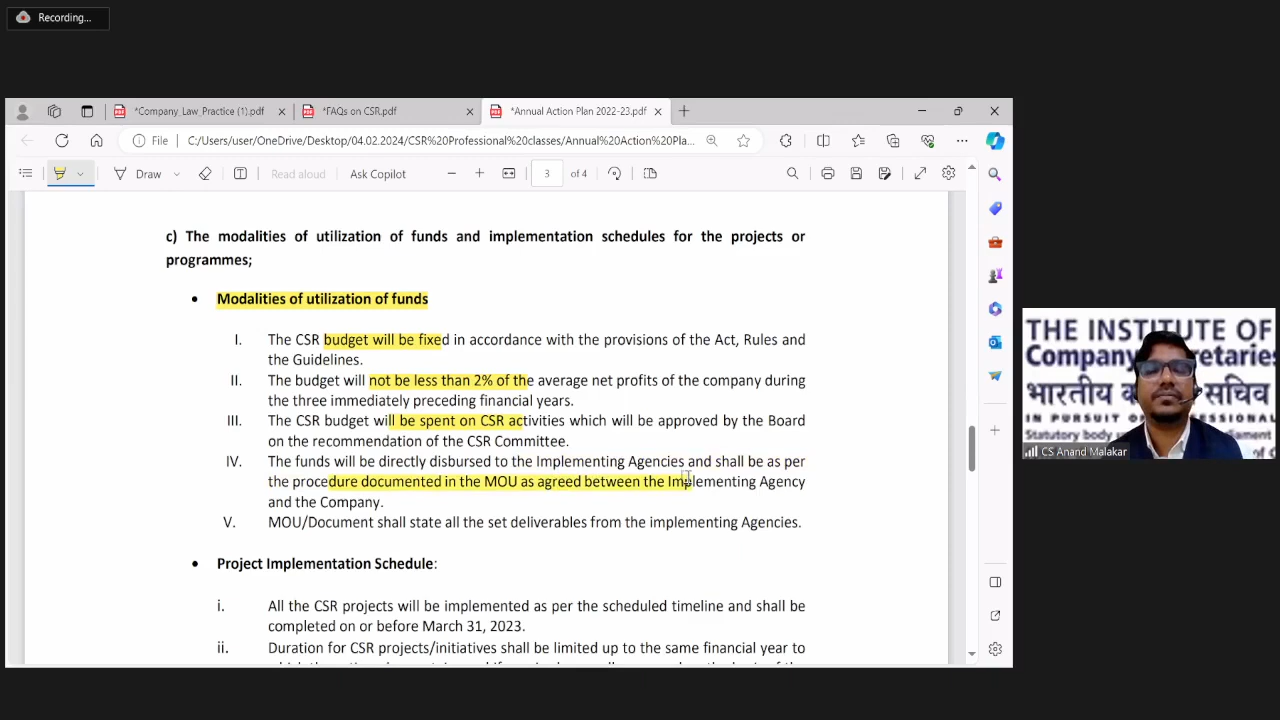 Recording...
*Company_Law_Practice (1).pdf
*FAQs on CSR.pdf
*Annual Action Plan 2022-23.pdf
File
C:/Users/user/OneDrive/Desktop/04.02.2024/CSR%20Professional%20classes/Annual%20Action%20Pla...
Draw
Read aloud
Ask Copilot
3
of 4
c) The modalities of utilization of funds and implementation schedules for the projects or
programmes;
• Modalities of utilization of funds
I. The CSR budget will be fixed in accordance with the provisions of the Act, Rules and
the Guidelines.
II. The budget will not be less than 2% of the average net profits of the company during
the three immediately preceding financial years.
III. The CSR budget will be spent on CSR activities which will be approved by the Board
on the recommendation of the CSR Committee.
IV. The funds will be directly disbursed to the Implementing Agencies and shall be as per
the procedure documented in the MOU as agreed between the Implementing Agency
and the Company.
V. MOU/Document shall state all the set deliverables from the implementing Agencies.
• Project Implementation Schedule:
i. All the CSR projects will be implemented as per the scheduled timeline and shall be
completed on or before March 31, 2023.
ii. Duration for CSR projects/initiatives shall be limited up to the same financial year to
THE INSTITUTE OF
Company
भारतीय
सचिव
IN PURSUIT OF
Statutory body
CS Anand Malakar